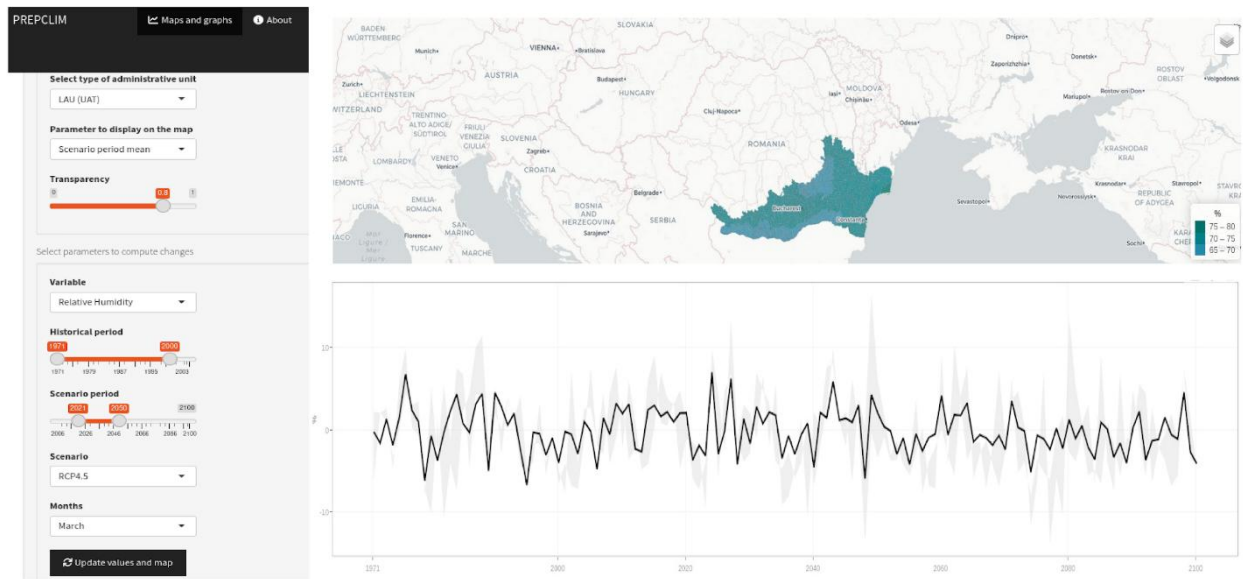 PREPCLIM
Maps and graphs
About
Select type of administrative unit
LAU (UAT)
Parameter to display on the map
Scenario period mean
Transparency
0
0.8
1
Select parameters to compute changes
Variable
Relative Humidity
Historical period
1971
2000
1971 1979 1987 1995 2003
Scenario period
2021
2050
2100
2006 2026 2046 2066 2086 2100
Scenario
RCP4.5
Months
March
Update values and map
SLOVAKIA
BADEN
WÜRTTEMBERG
Munich
VIENNA
Bratislava
Dnipro
Zaporizhzhia
Donetsk
ROSTOV
OBLAST
Volgodonsk
Zurich
LIECHTENSTEIN
AUSTRIA
Budapest
HUNGARY
Iași
MOLDOVA
Chișinău
Mariupol
Rostov-on-Don
TRENTINO-
ALTO ADIGE/
SÜDTIROL
FRIULI
VENEZIA
GIULIA
SLOVENIA
Cluj-Napoca
Odesa
ROMANIA
KRASNODAR
KRAI
LOMBARDY
VENETO
Venice
Zagreb
CROATIA
Belgrade
Bucharest
Constanța
Sevastopol
Novorossiysk
Krasnodar
REPUBLIC
OF ADYGEA
Stavropol
LIGURIA
EMILIA-
ROMAGNA
SAN
MARINO
BOSNIA
AND
HERZEGOVINA
Sarajevo
SERBIA
Florence
TUSCANY
MARCHE
Mar
Ligure /
Mer
Ligure
Sochi
%
75 – 80
70 – 75
65 – 70
10
0
-10
%
1971
2000
2020
2040
2060
2080
2100